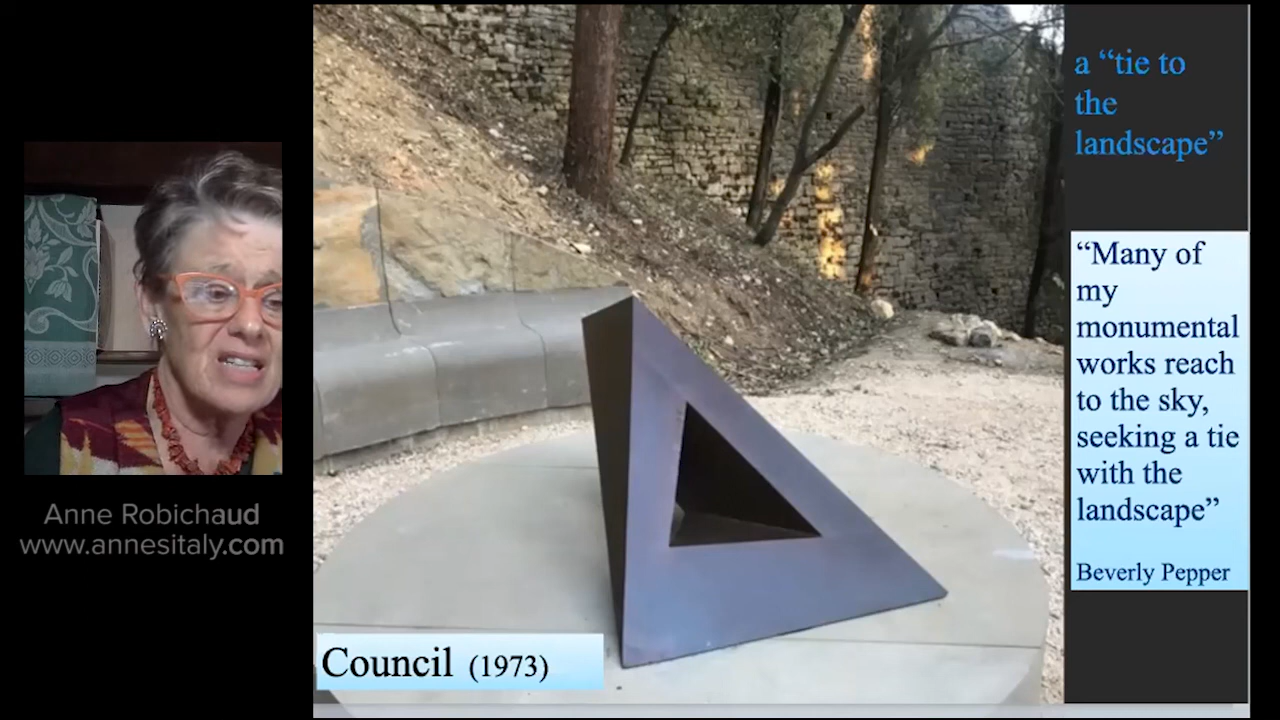 a “tie to
the
landscape”
“Many of
my
monumental
works reach
to the sky,
seeking a tie
with the
landscape”
Beverly Pepper
Council (1973)
Anne Robichaud
www.annesitaly.com